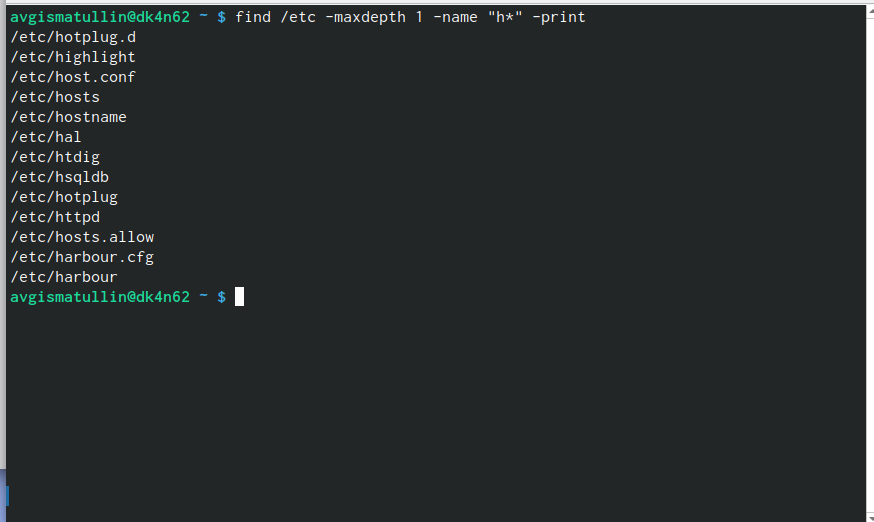 avgismatullin@dk4n62 ~ $ find /etc -maxdepth 1 -name "h*" -print
/etc/hotplug.d
/etc/highlight
/etc/host.conf
/etc/hosts
/etc/hostname
/etc/hal
/etc/htdig
/etc/hsqldb
/etc/hotplug
/etc/httpd
/etc/hosts.allow
/etc/harbour.cfg
/etc/harbour
avgismatullin@dk4n62 ~ $